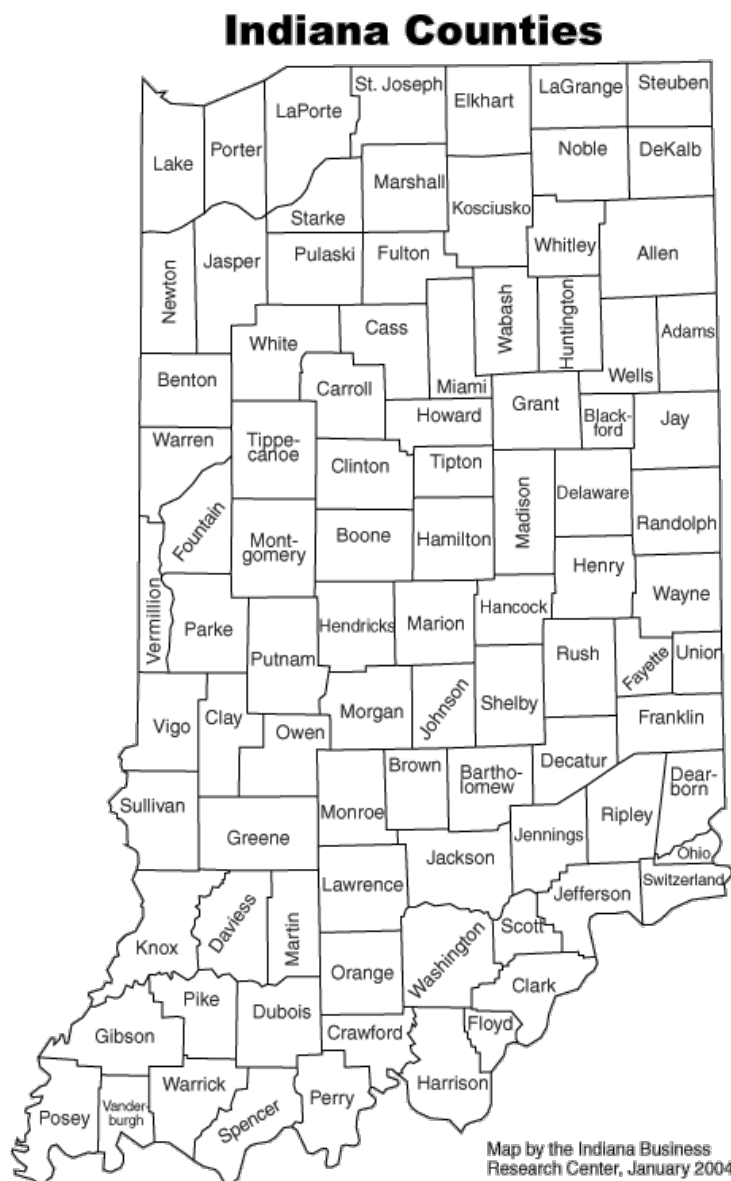 Indiana Counties
St. Joseph
LaGrange
Steuben
Elkhart
LaPorte
Porter
Lake
Noble
DeKalb
Marshall
Kosciusko
Starke
Whitley
Allen
Jasper
Pulaski
Fulton
Newton
Wabash
Huntington
White
Cass
Adams
Benton
Carroll
Miami
Wells
Grant
Howard
Black-
ford
Jay
Warren
Tippe-
canoe
Clinton
Tipton
Fountain
Madison
Delaware
Randolph
Mont-
gomery
Boone
Hamilton
Henry
Vermillion
Parke
Hendricks
Marion
Hancock
Wayne
Putnam
Rush
Fayette
Union
Vigo
Clay
Owen
Morgan
Johnson
Shelby
Franklin
Brown
Bartho-
lomew
Decatur
Dear-
born
Sullivan
Greene
Monroe
Jennings
Ripley
Jackson
Ohio
Lawrence
Jefferson
Switzerland
Knox
Daviess
Martin
Orange
Washington
Scott
Clark
Pike
Dubois
Gibson
Crawford
Floyd
Warrick
Harrison
Posey
Vander-
burgh
Spencer
Perry
Map by the Indiana Business
Research Center, January 2004